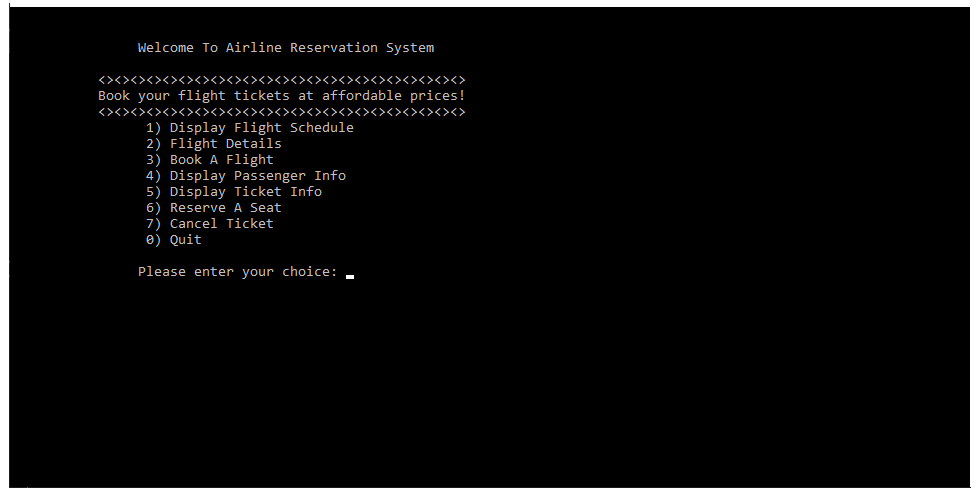 Welcome To Airline Reservation System
<><><><><><><><><><><><><><><><><><><><><><><>
Book your flight tickets at affordable prices!
<><><><><><><><><><><><><><><><><><><><><><><>
1) Display Flight Schedule
2) Flight Details
3) Book A Flight
4) Display Passenger Info
5) Display Ticket Info
6) Reserve A Seat
7) Cancel Ticket
0) Quit
Please enter your choice: